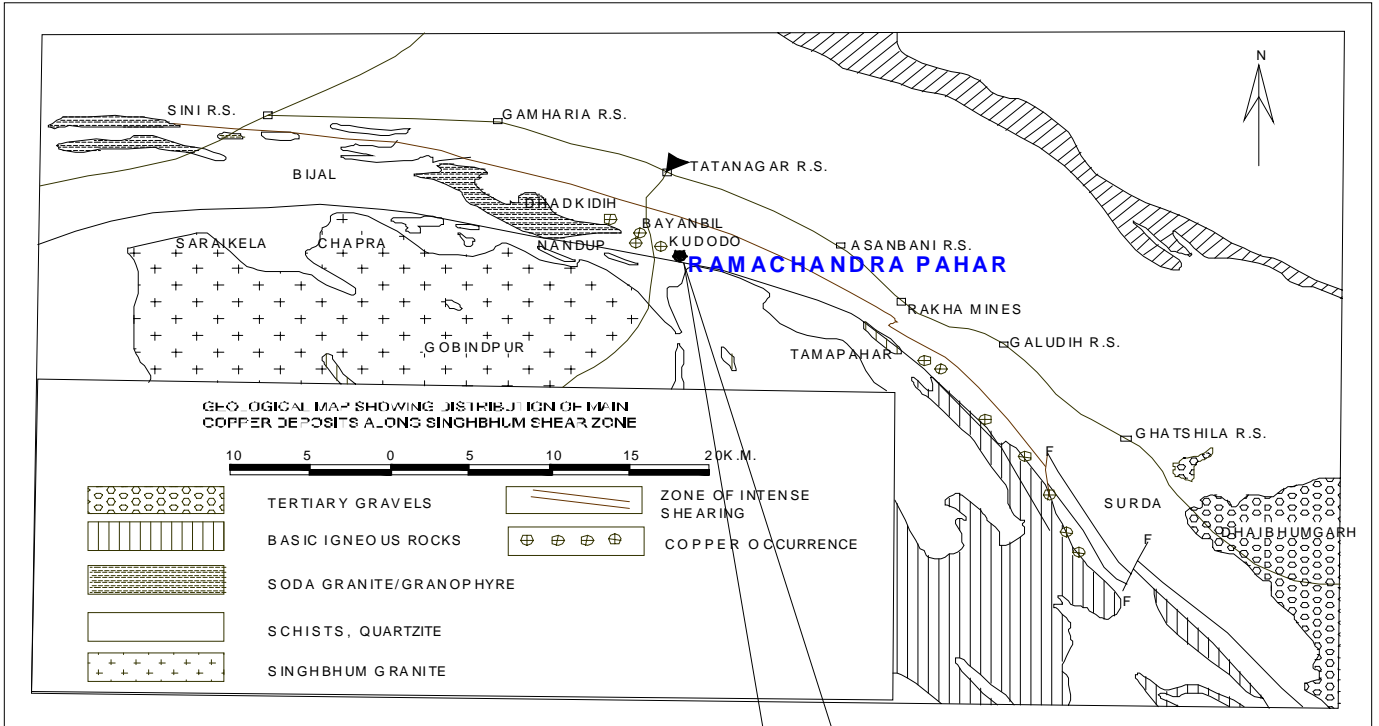 N
SINI R.S.
GAMHARIA R.S.
TATANAGAR R.S.
BIJAL
DHADKIDIH
BAYANBIL
SARAIKELA
CHAPRA
NANDUP
KUDODO
ASANBANI R.S.
RAMACHANDRA PAHAR
RAKHA MINES
GOBINDPUR
TAMAPAHAR
GALUDIH R.S.
GHATSHILA R.S.
F
SURDA
DHAJBHUMGARH
F
F
GEOLOGICAL MAP SHOWING DISTRIBUTION OF MAIN
COPPER DEPOSITS ALONG SINGHBHUM SHEAR ZONE
10 5 0 5 10 15 20K.M.
TERTIARY GRAVELS
ZONE OF INTENSE
SHEARING
BASIC IGNEOUS ROCKS
COPPER OCCURRENCE
SODA GRANITE/GRANOPHYRE
SCHISTS, QUARTZITE
SINGHBHUM GRANITE